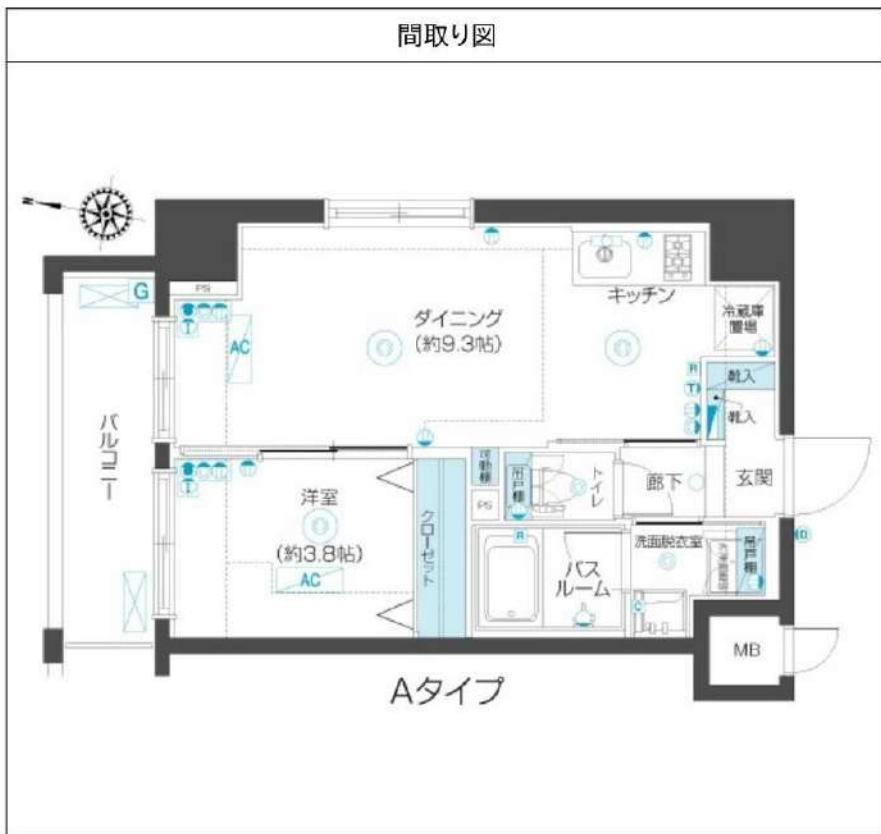 間取り図
N
G
PS
T
AC
ダイニング
(約9.3帖)
キッチン
冷蔵庫
置場
R
T
靴入
靴入
バルコニー
T
洋室
(約3.8帖)
AC
クローゼット
可動棚
PS
吊戸棚
トイレ
廊下
玄関
R
バス
ルーム
洗面脱衣室
吊戸棚
C
D
MB
Aタイプ